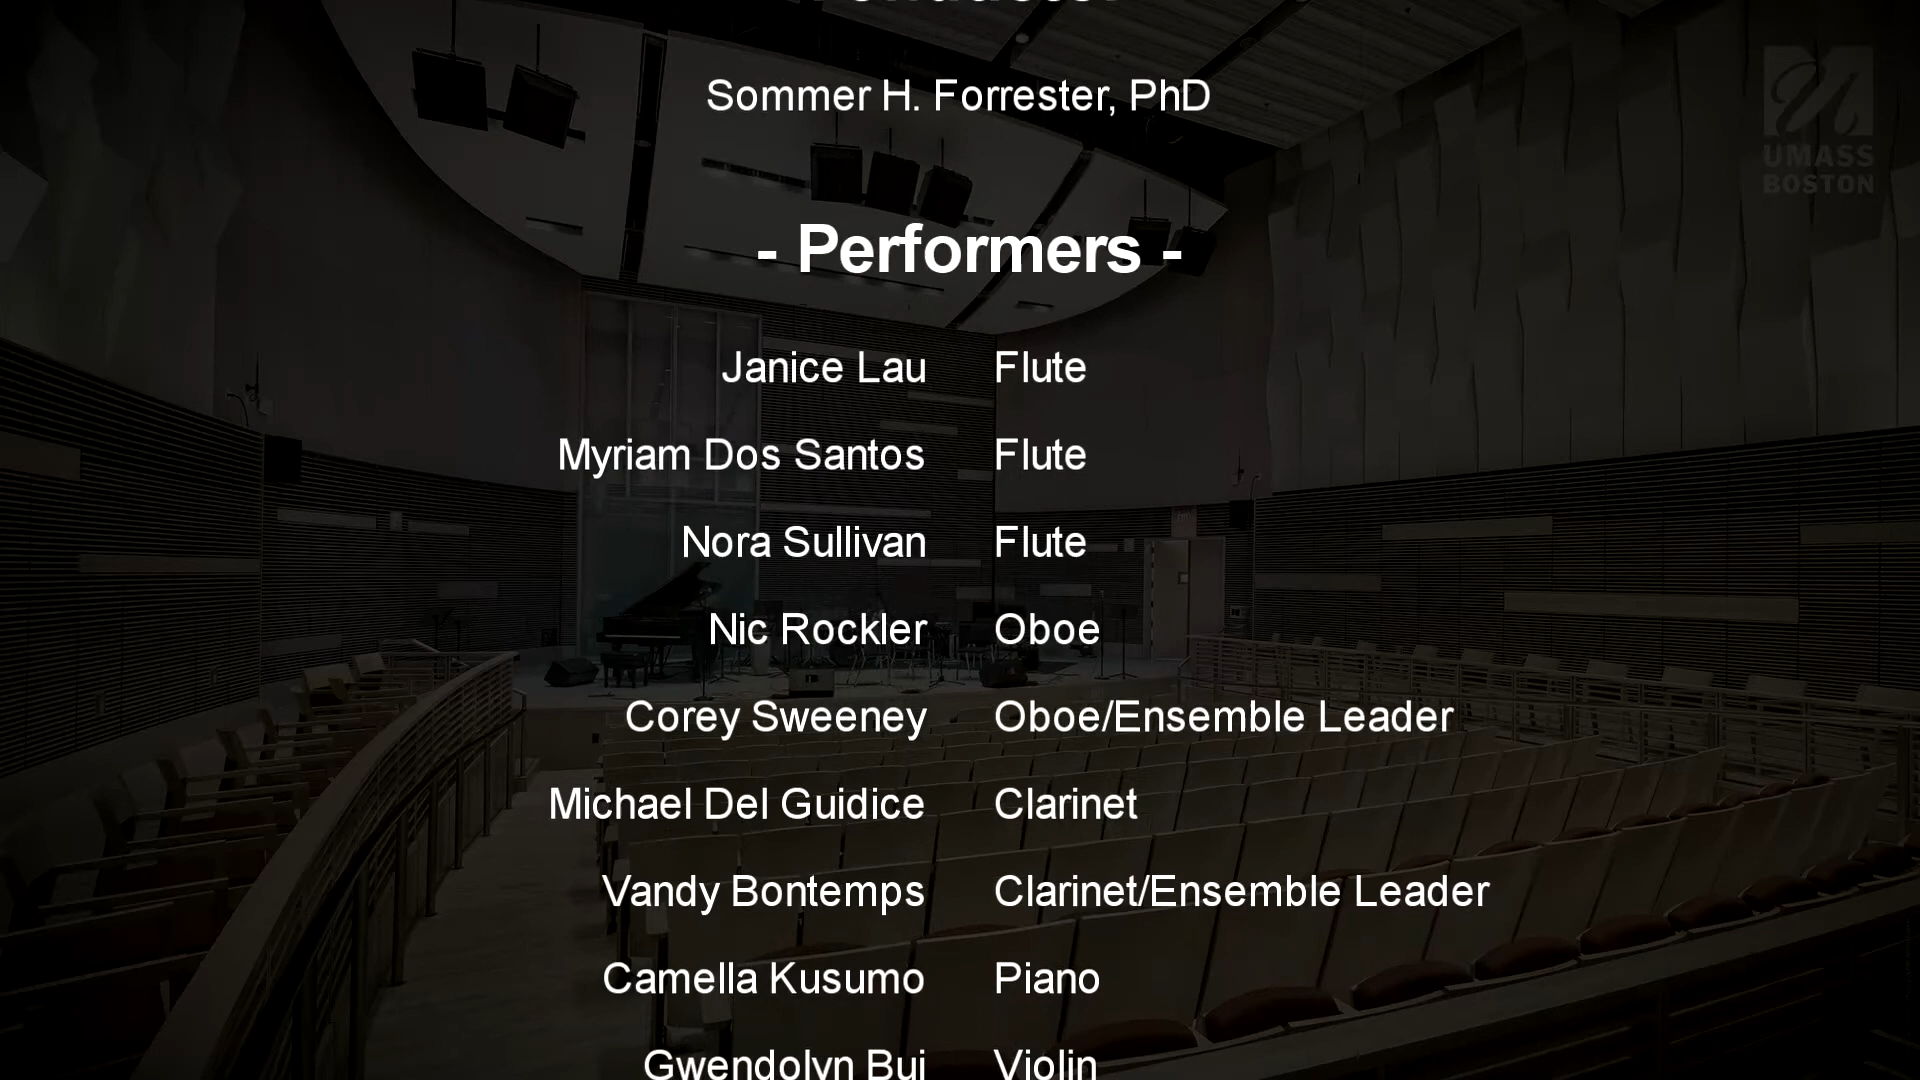 Sommer H. Forrester, PhD
UMASS
BOSTON
- Performers -
Janice Lau Flute
Myriam Dos Santos Flute
Nora Sullivan Flute
Nic Rockler Oboe
Corey Sweeney Oboe/Ensemble Leader
Michael Del Guidice Clarinet
Vandy Bontemps Clarinet/Ensemble Leader
Camella Kusumo Piano
Gwendolyn Bui Violin